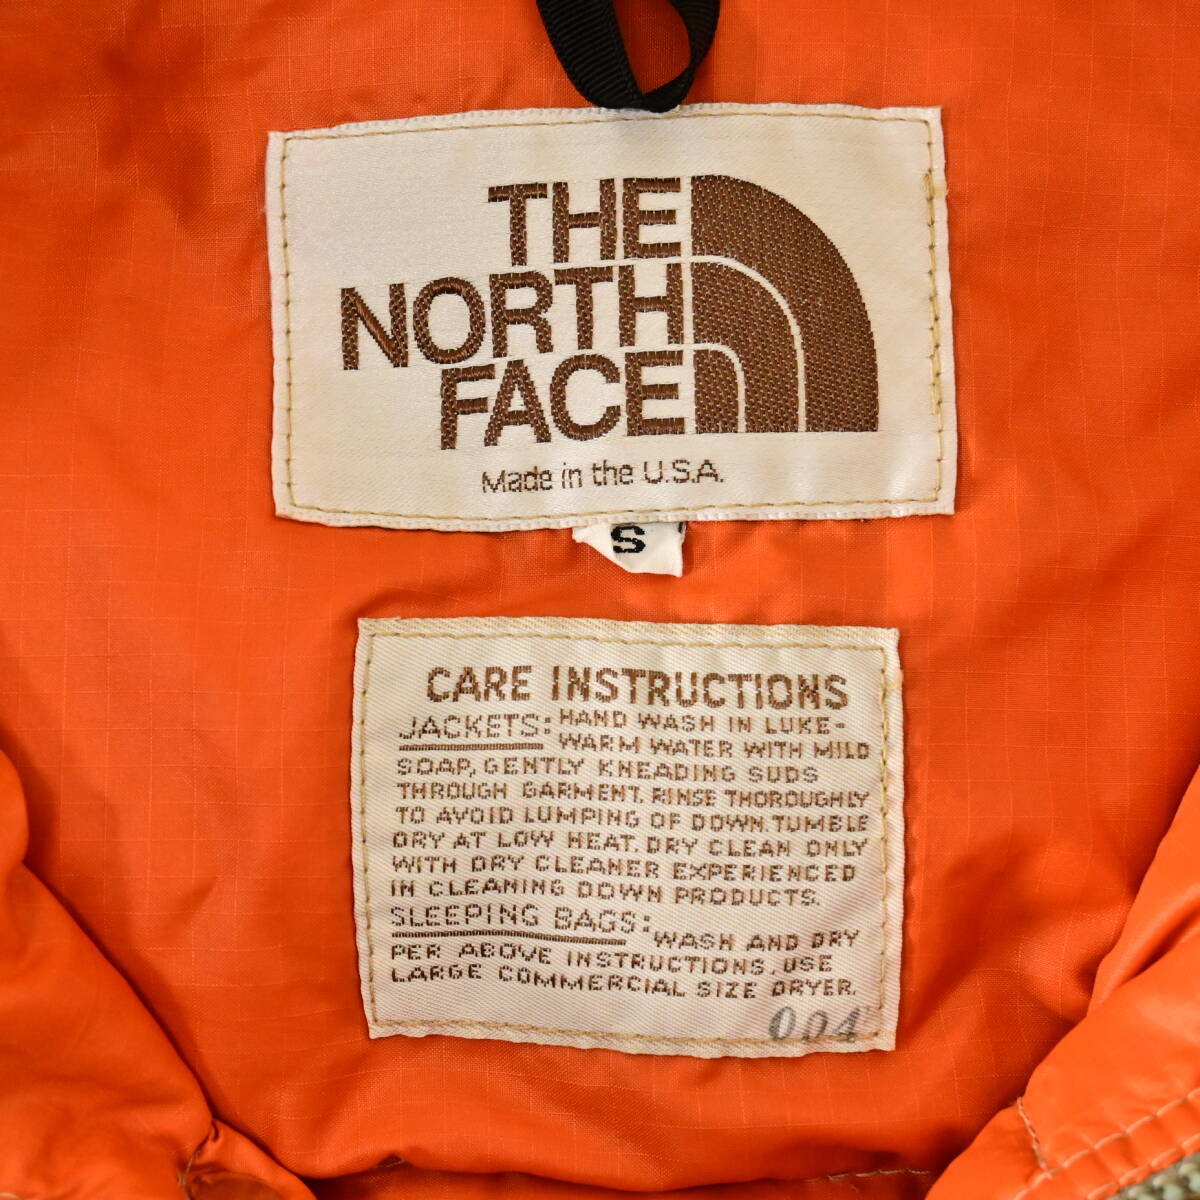 THE
NORTH
FACE
Made in the U.S.A.
S
CARE INSTRUCTIONS
JACKETS: HAND WASH IN LUKE-
WARM WATER WITH MILD
SOAP, GENTLY KNEADING SUDS
THROUGH GARMENT. RINSE THOROUGHLY
TO AVOID LUMPING OF DOWN. TUMBLE
DRY AT LOW HEAT. DRY CLEAN ONLY
WITH DRY CLEANER EXPERIENCED
IN CLEANING DOWN PRODUCTS.
SLEEPING BAGS: WASH AND DRY
PER ABOVE INSTRUCTIONS. USE
LARGE COMMERCIAL SIZE DRYER.
004